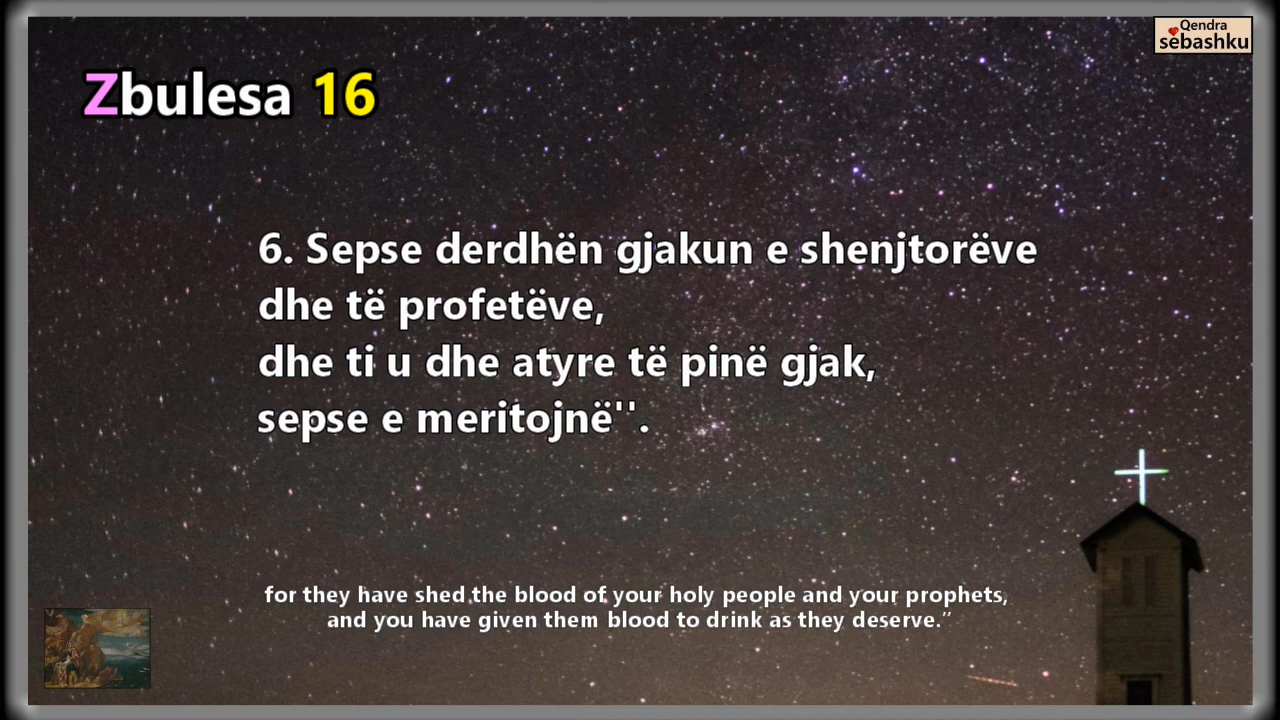 Qendra
sëbashku
Zbulesa 16
6. Sepse derdhën gjakun e shenjtorëve
dhe të profetëve,
dhe ti u dhe atyre të pinë gjak,
sepse e meritojnë''.
for they have shed the blood of your holy people and your prophets,
and you have given them blood to drink as they deserve.”